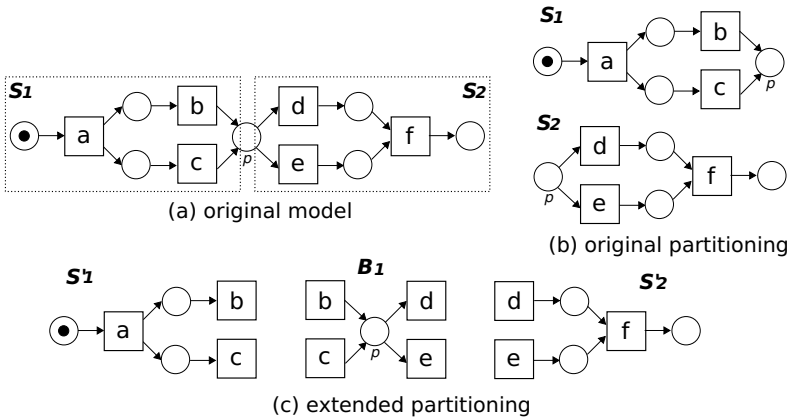 S1
S2
a
b
c
p
d
e
f
(a) original model
S1
a
b
c
p
S2
p
d
e
f
(b) original partitioning
S'1
a
b
c
B1
b
c
p
d
e
S'2
d
e
f
(c) extended partitioning